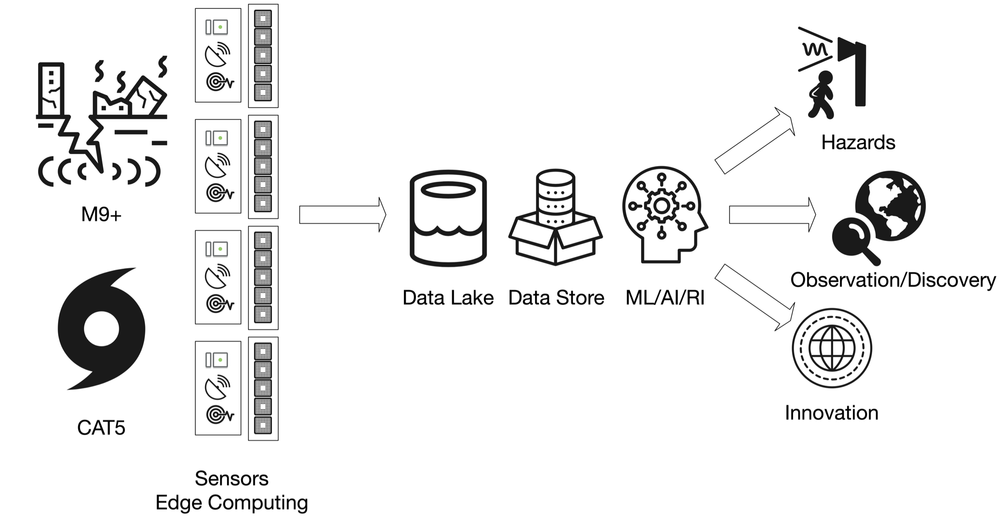 M9+
CAT5
Sensors
Edge Computing
Data Lake
Data Store
ML/AI/RI
Hazards
Observation/Discovery
Innovation